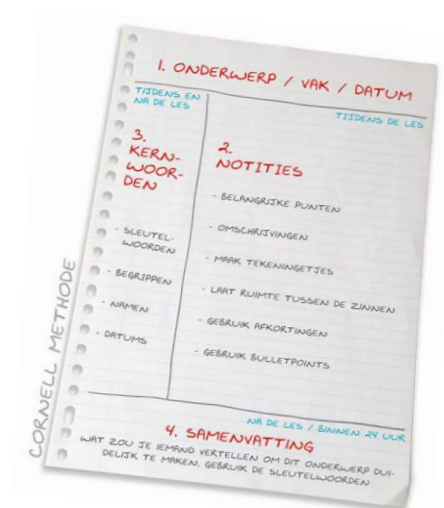 1. ONDERWERP / VAK / DATUM
TIJDENS EN
NA DE LES
TIJDENS DE LES
3.
KERN-
WOOR-
DEN
- SLEUTEL-
WOORDEN
- BEGRIPPEN
- NAMEN
- DATUMS
2.
NOTITIES
- BELANGRIJKE PUNTEN
- OMSCHRIJVINGEN
- MAAK TEKENINGETJES
- LAAT RUIMTE TUSSEN DE ZINNEN
- GEBRUIK AFKORTINGEN
- GEBRUIK BULLETPOINTS
NA DE LES / BINNEN 24 UUR
4. SAMENVATTING
WAT ZOU JE IEMAND VERTELLEN OM DIT ONDERWERP DUI-
DELIJK TE MAKEN, GEBRUIK DE SLEUTELWOORDEN
CORNELL METHODE